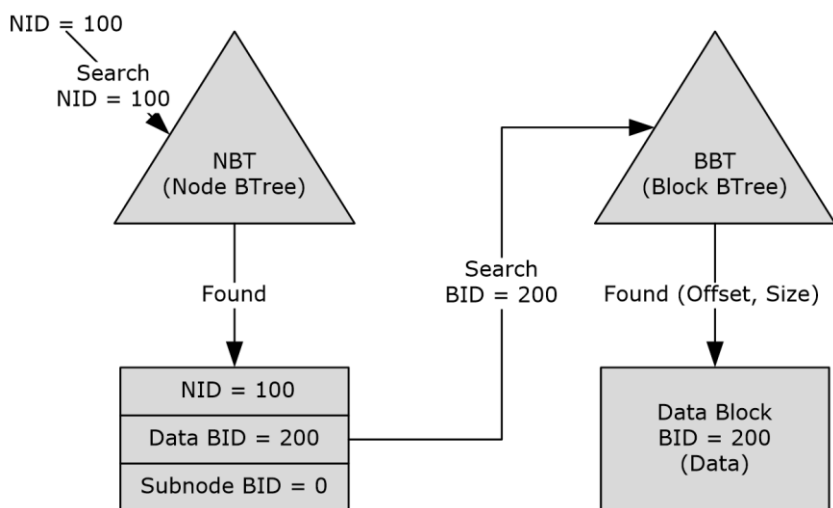 NID = 100
Search
NID = 100
NBT
(Node BTree)
Found
NID = 100
Data BID = 200
Subnode BID = 0
Search
BID = 200
BBT
(Block BTree)
Found (Offset, Size)
Data Block
BID = 200
(Data)